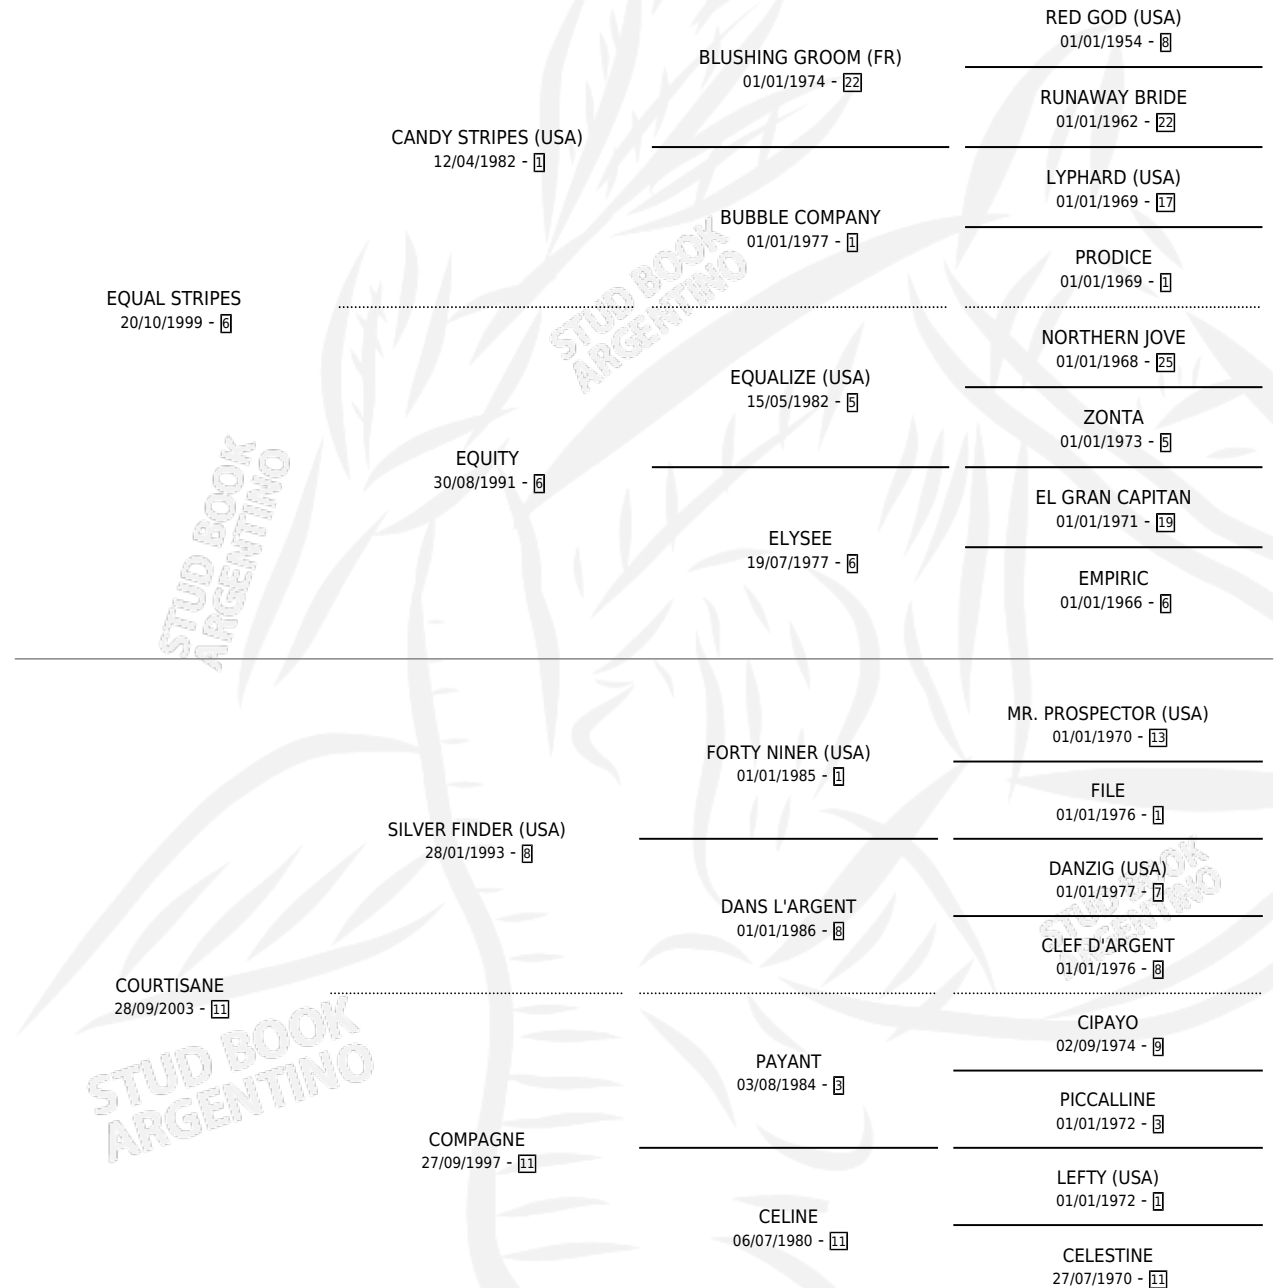 RED GOD (USA)
01/01/1954 - 8
BLUSHING GROOM (FR)
01/01/1974 - 22
RUNAWAY BRIDE
01/01/1962 - 22
CANDY STRIPES (USA)
12/04/1982 - 1
LYPHARD (USA)
01/01/1969 - 17
BUBBLE COMPANY
01/01/1977 - 1
PRODICE
01/01/1969 - 1
EQUAL STRIPES
20/10/1999 - 6
NORTHERN JOVE
01/01/1968 - 25
EQUALIZE (USA)
15/05/1982 - 5
ZONTA
01/01/1973 - 5
EQUITY
30/08/1991 - 6
EL GRAN CAPITAN
01/01/1971 - 19
ELYSEE
19/07/1977 - 6
EMPIRIC
01/01/1966 - 6
MR. PROSPECTOR (USA)
01/01/1970 - 13
FORTY NINER (USA)
01/01/1985 - 1
FILE
01/01/1976 - 1
SILVER FINDER (USA)
28/01/1993 - 8
DANZIG (USA)
01/01/1977 - 7
DANS L'ARGENT
01/01/1986 - 8
CLEF D'ARGENT
01/01/1976 - 8
COURTISANE
28/09/2003 - 11
CIPAYO
02/09/1974 - 9
PAYANT
03/08/1984 - 3
PICCALLINE
01/01/1972 - 3
COMPAGNE
27/09/1997 - 11
LEFTY (USA)
01/01/1972 - 1
CELINE
06/07/1980 - 11
CELESTINE
27/07/1970 - 11
STUD BOOK
ARGENTINO
STUD BOOK
ARGENTINO
STUD BOOK
ARGENTINO
STUD BOOK
ARGENTINO